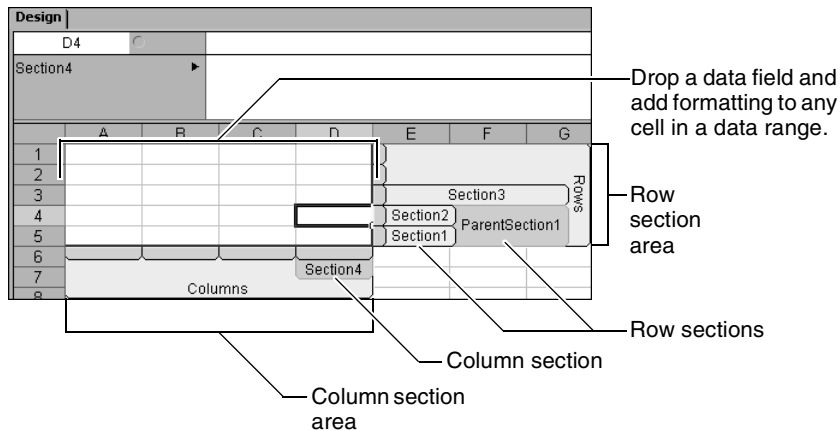 Design
D4
Section4
Drop a data field and
add formatting to any
cell in a data range.
A B C D E F G
1
2
3 Section3
4 Section2
ParentSection1
5 Section1
Rows
6
7 Section4
Columns
8
Row
section
area
Row sections
Column section
Column section
area